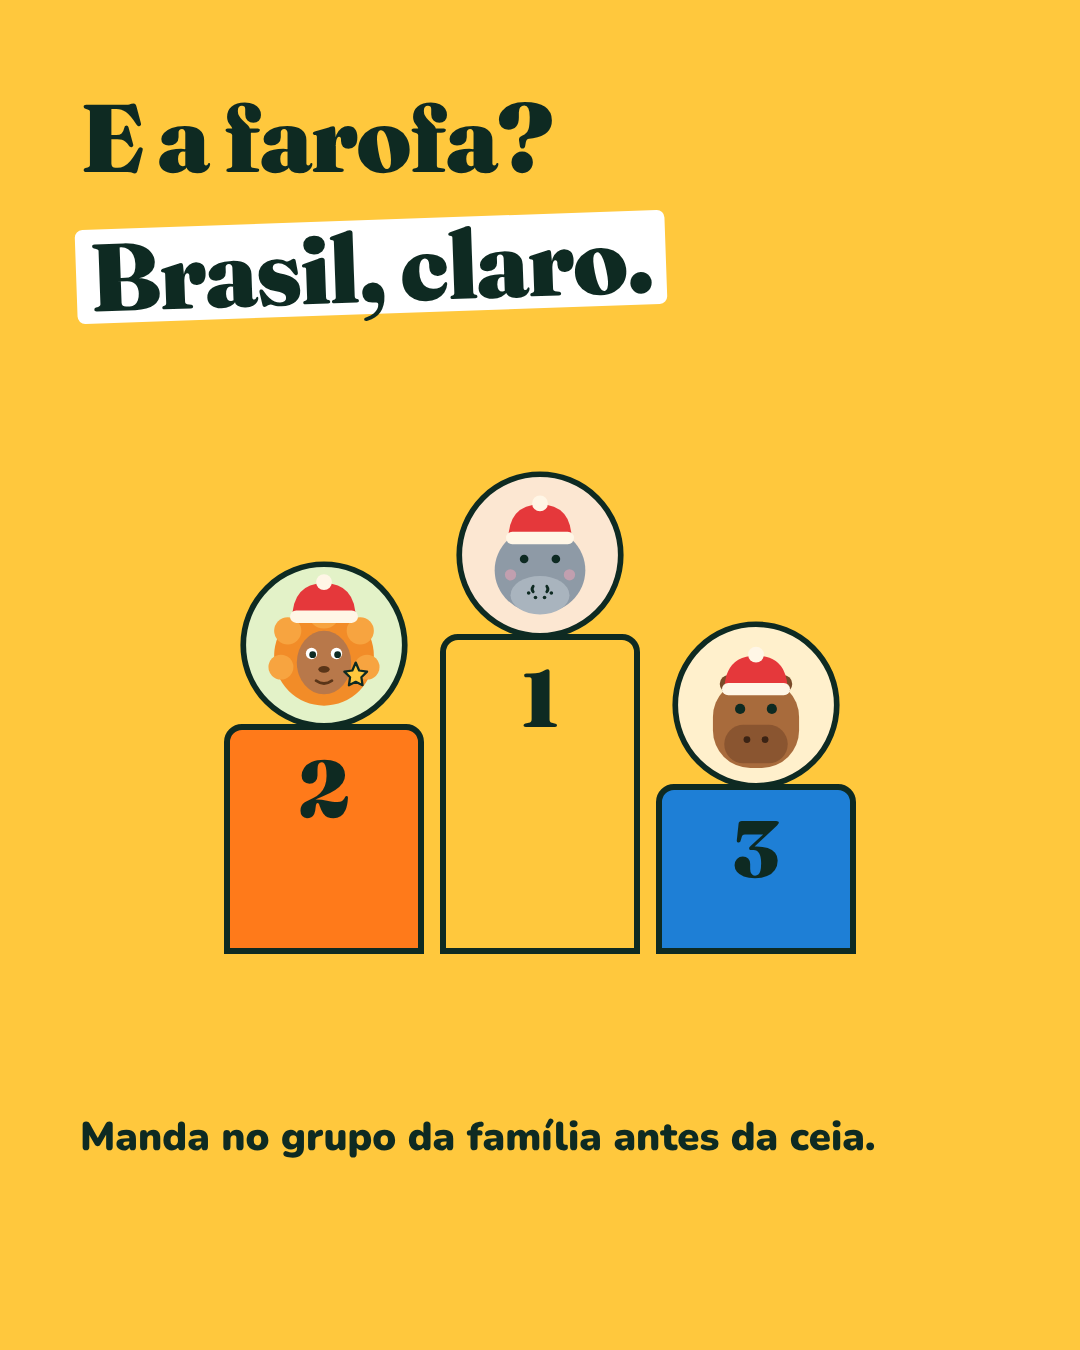 E a farofa?
Brasil, claro.
1
2
3
Manda no grupo da família antes da ceia.